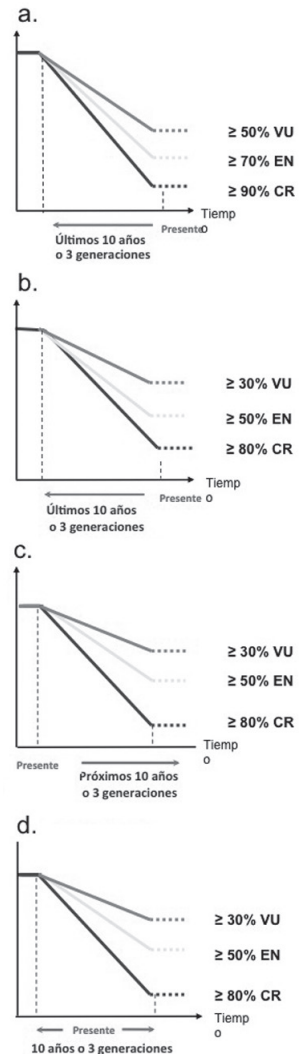 a.
≥ 50% VU
≥ 70% EN
≥ 90% CR
Tiemp
o
Presente
Últimos 10 años
o 3 generaciones
b.
≥ 30% VU
≥ 50% EN
≥ 80% CR
Tiemp
o
Presente
Últimos 10 años
o 3 generaciones
c.
≥ 30% VU
≥ 50% EN
≥ 80% CR
Tiemp
o
Presente
Próximos 10 años
o 3 generaciones
d.
≥ 30% VU
≥ 50% EN
≥ 80% CR
Tiemp
o
Presente
10 años o 3 generaciones